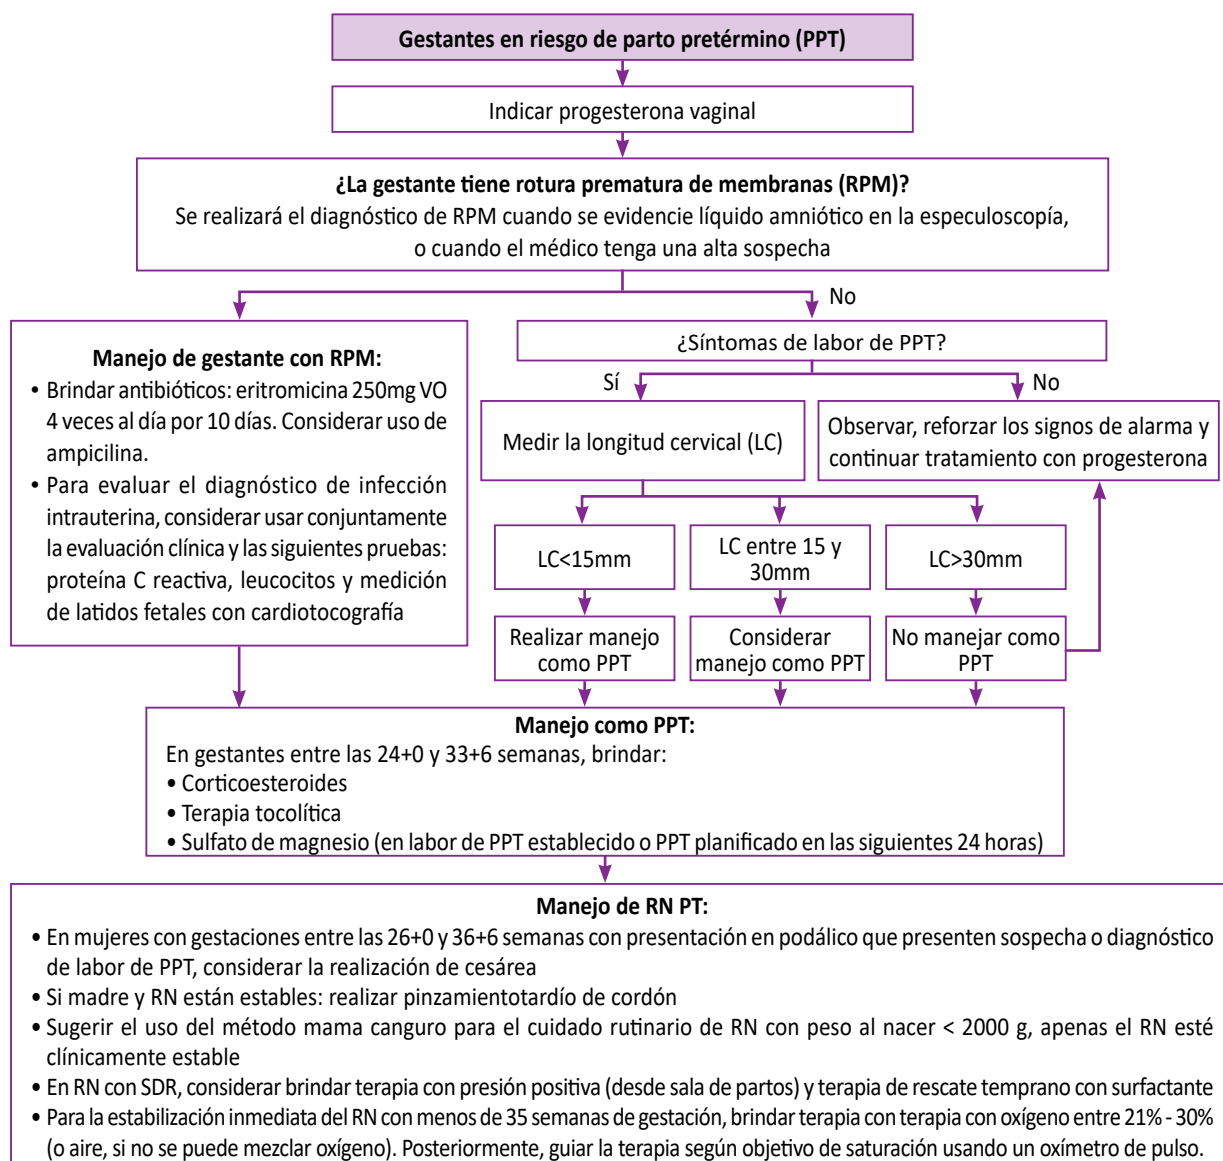 Gestantes en riesgo de parto pretérmino (PPT)
Indicar progesterona vaginal
¿La gestante tiene rotura prematura de membranas (RPM)?
Se realizará el diagnóstico de RPM cuando se evidencie líquido amniótico en la especuloscopía,
o cuando el médico tenga una alta sospecha
No
Manejo de gestante con RPM:
• Brindar antibióticos: eritromicina 250mg VO
4 veces al día por 10 días. Considerar uso de
ampicilina.
• Para evaluar el diagnóstico de infección
intrauterina, considerar usar conjuntamente
la evaluación clínica y las siguientes pruebas:
proteína C reactiva, leucocitos y medición
de latidos fetales con cardiotocografía
¿Síntomas de labor de PPT?
Sí
No
Medir la longitud cervical (LC)
Observar, reforzar los signos de alarma y
continuar tratamiento con progesterona
LC<15mm
LC entre 15 y
30mm
LC>30mm
Realizar manejo
como PPT
Considerar
manejo como PPT
No manejar como
PPT
Manejo como PPT:
En gestantes entre las 24+0 y 33+6 semanas, brindar:
• Corticoesteroides
• Terapia tocolítica
• Sulfato de magnesio (en labor de PPT establecido o PPT planificado en las siguientes 24 horas)
Manejo de RN PT:
• En mujeres con gestaciones entre las 26+0 y 36+6 semanas con presentación en podálico que presenten sospecha o diagnóstico
de labor de PPT, considerar la realización de cesárea
• Si madre y RN están estables: realizar pinzamientotardío de cordón
• Sugerir el uso del método mama canguro para el cuidado rutinario de RN con peso al nacer < 2000 g, apenas el RN esté
clínicamente estable
• En RN con SDR, considerar brindar terapia con presión positiva (desde sala de partos) y terapia de rescate temprano con surfactante
• Para la estabilización inmediata del RN con menos de 35 semanas de gestación, brindar terapia con terapia con oxígeno entre 21% - 30%
(o aire, si no se puede mezclar oxígeno). Posteriormente, guiar la terapia según objetivo de saturación usando un oxímetro de pulso.